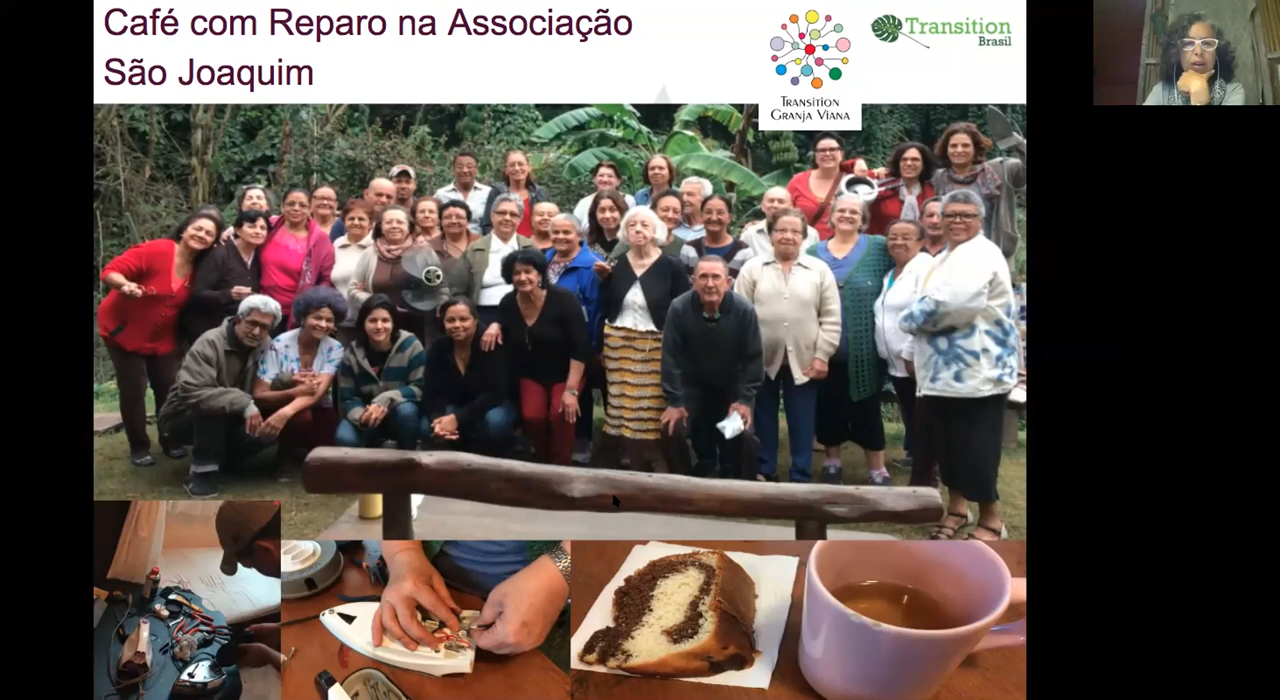 Café com Reparo na Associação
São Joaquim
TRANSITION
GRANJA VIANA
Transition
Brasil